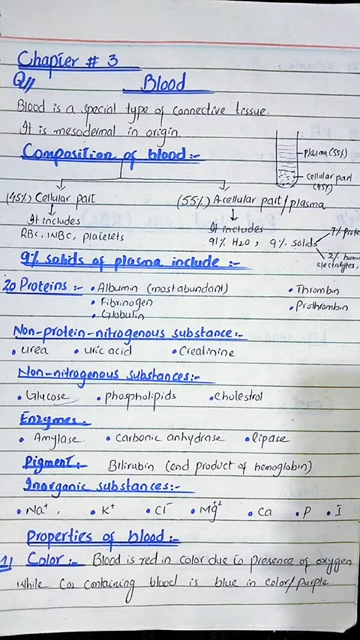 Chapter # 3
Q11 Blood
Blood is a special type of connective tissue.
It is mesodermal in origin.
Composition of blood:-
plasma (55%)
cellular part
(45%)
(45%) Cellular part
(55%) Acellular part/plasma
It includes
RBC, WBC, platelets
It includes
91% H2O, 9% solids
7% prote
2%
electrolytes
9% solids of plasma include :-
20 Proteins :- • Albumin (most abundant) • Thrombin
• Fibrinogen • Prothrombin
• Globulin
Non-protein-nitrogenous substance:-
• urea • uric acid • Creatinine
Non-nitrogenous substances:-
• Glucose • phospholipids • cholestrol
Enzymes -
• Amylase • carbonic anhydrase • lipase
Pigment:- Bilirubin (end product of hemoglobin)
Inorganic substances:-
• Na+, • K+ • Cl- • Mg+2 • Ca • P • I
Properties of blood :-
1) Color :- Blood is red in color due to presence of oxygen
while CO2 containing blood is blue in color/purple